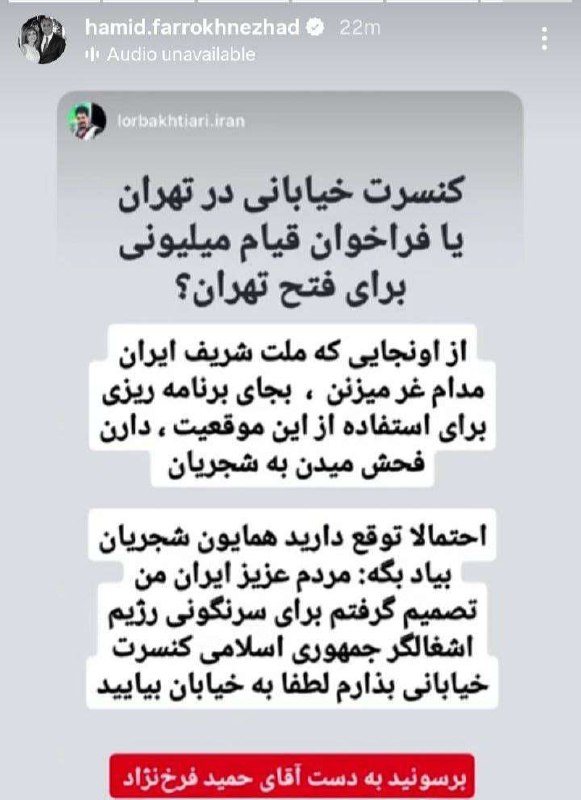 hamid.farrokhnezhad 22m
Audio unavailable
lorbakhtiari.iran
کنسرت خیابانی در تهران
یا فراخوان قیام میلیونی
برای فتح تهران؟
از اونجایی که ملت شریف ایران
مدام غر میزنن ، بجای برنامه ریزی
برای استفاده از این موقعیت ، دارن
فحش میدن به شجریان
احتمالا توقع دارید همایون شجریان
بیاد بگه: مردم عزیز ایران من
تصمیم گرفتم برای سرنگونی رژیم
اشغالگر جمهوری اسلامی کنسرت
خیابانی بذارم لطفا به خیابان بیایید
برسونید به دست آقای حمید فرخ‌نژاد